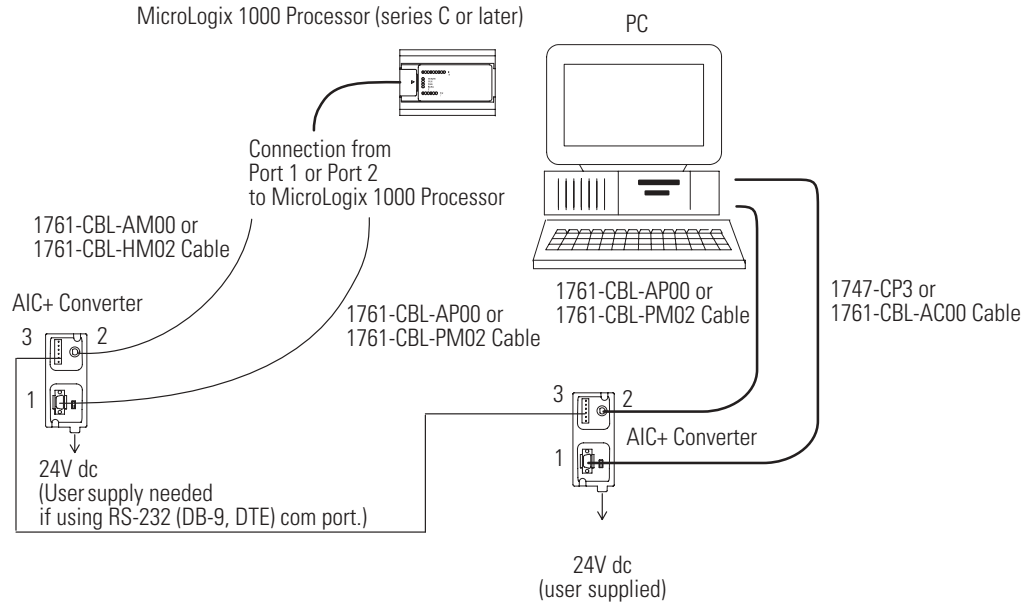 MicroLogix 1000 Processor (series C or later)
PC
Connection from
Port 1 or Port 2
to MicroLogix 1000 Processor
1761-CBL-AM00 or
1761-CBL-HM02 Cable
AIC+ Converter
3
2
1
1761-CBL-AP00 or
1761-CBL-PM02 Cable
1761-CBL-AP00 or
1761-CBL-PM02 Cable
1747-CP3 or
1761-CBL-AC00 Cable
3
2
AIC+ Converter
1
24V dc
(User supply needed
if using RS-232 (DB-9, DTE) com port.)
24V dc
(user supplied)